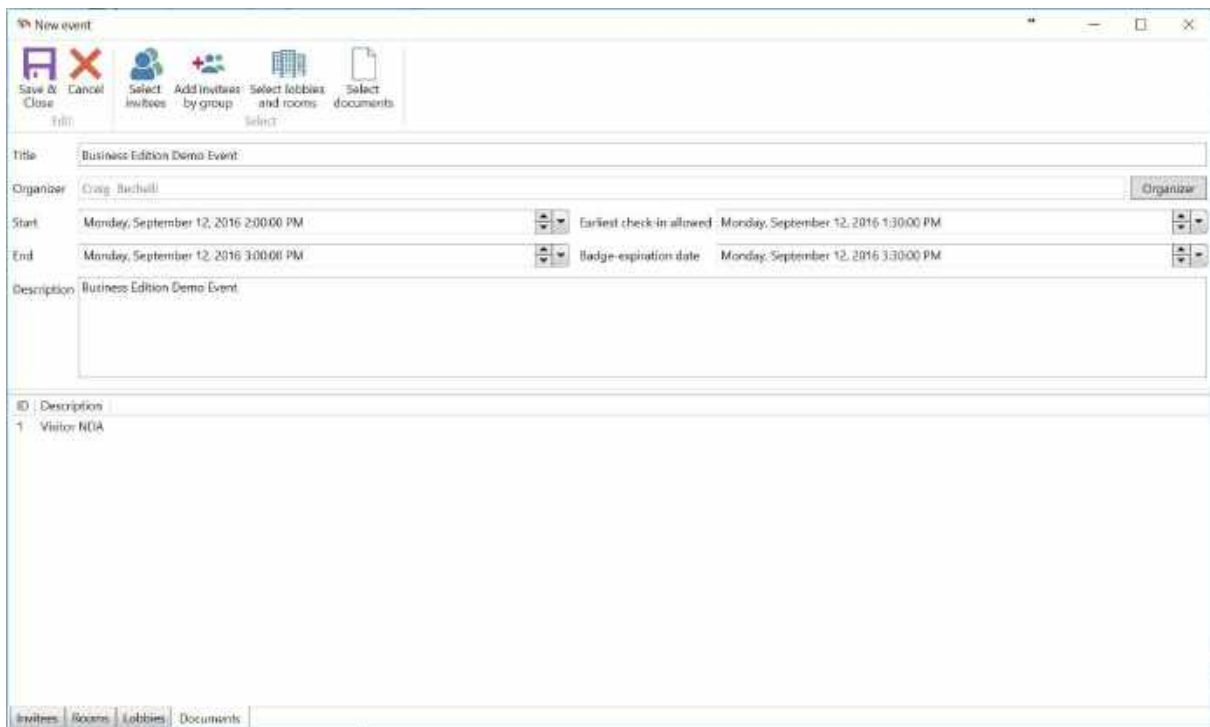 New event
Save & Close
Cancel
Select invitees
Add invitees by group
Select lobbies and rooms
Select documents
Edit
Select
Title Business Edition Demo Event
Organizer Craig Bechelli Organizer
Start Monday, September 12, 2016 2:00:00 PM Earliest check-in allowed Monday, September 12, 2016 1:30:00 PM
End Monday, September 12, 2016 3:00:00 PM Badge-expiration date Monday, September 12, 2016 3:30:00 PM
Description Business Edition Demo Event
ID Description
1 Visitor NDA
Invitees Rooms Lobbies Documents